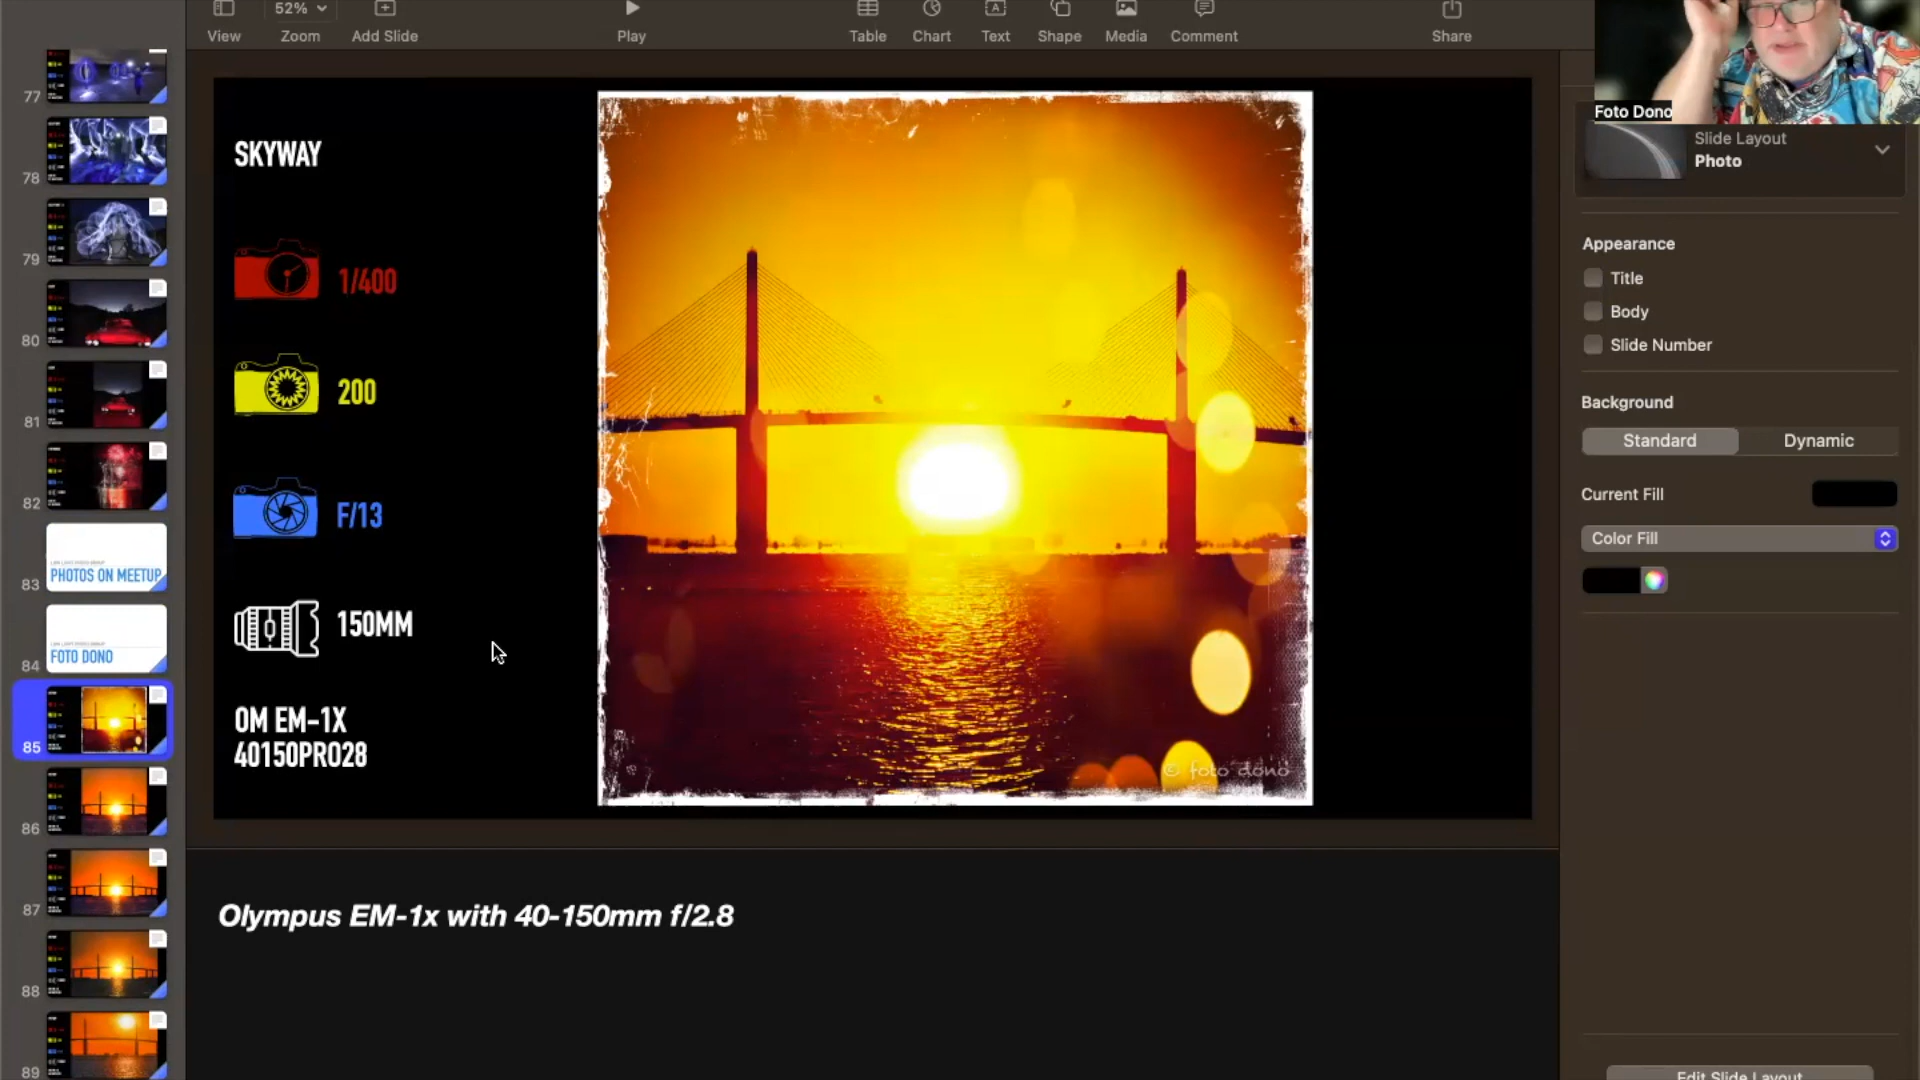 52%
View
Zoom
Add Slide
Play
Table
Chart
Text
Shape
Media
Comment
Share
Foto Dono
77
78
79
80
81
82
83
PHOTOS ON MEETUP
84
FOTO DONO
85
86
87
88
89
SKYWAY
1/400
200
F/13
150MM
OM EM-1X
40150PRO28
© foto dono
Olympus EM-1x with 40-150mm f/2.8
Slide Layout
Photo
Appearance
Title
Body
Slide Number
Background
Standard
Dynamic
Current Fill
Color Fill
Edit Slide Layout